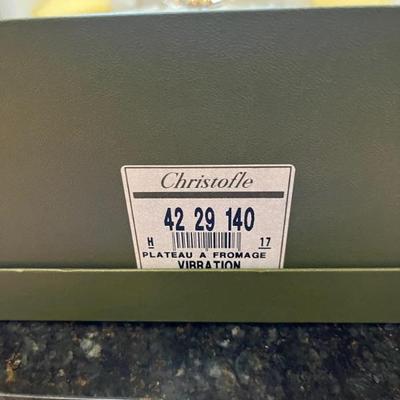 Christofle
42 29 140
H 17
PLATEAU A FROMAGE
VIBRATION